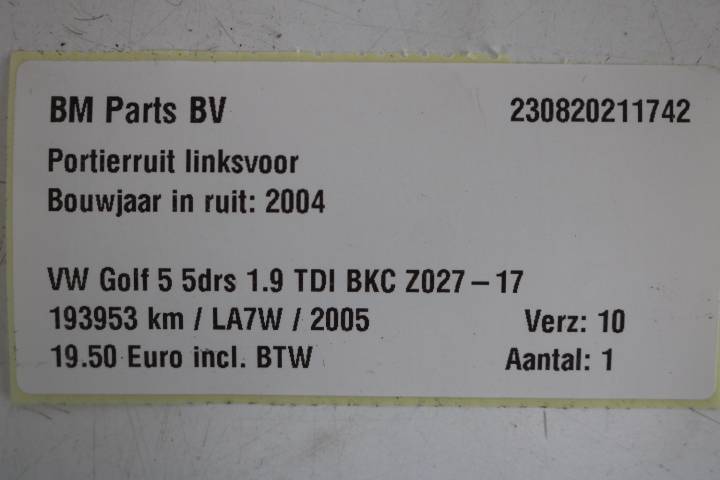 BM Parts BV 230820211742
Portierruit linksvoor
Bouwjaar in ruit: 2004
VW Golf 5 5drs 1.9 TDI BKC Z027-17
193953 km / LA7W / 2005 Verz: 10
19.50 Euro incl. BTW Aantal: 1